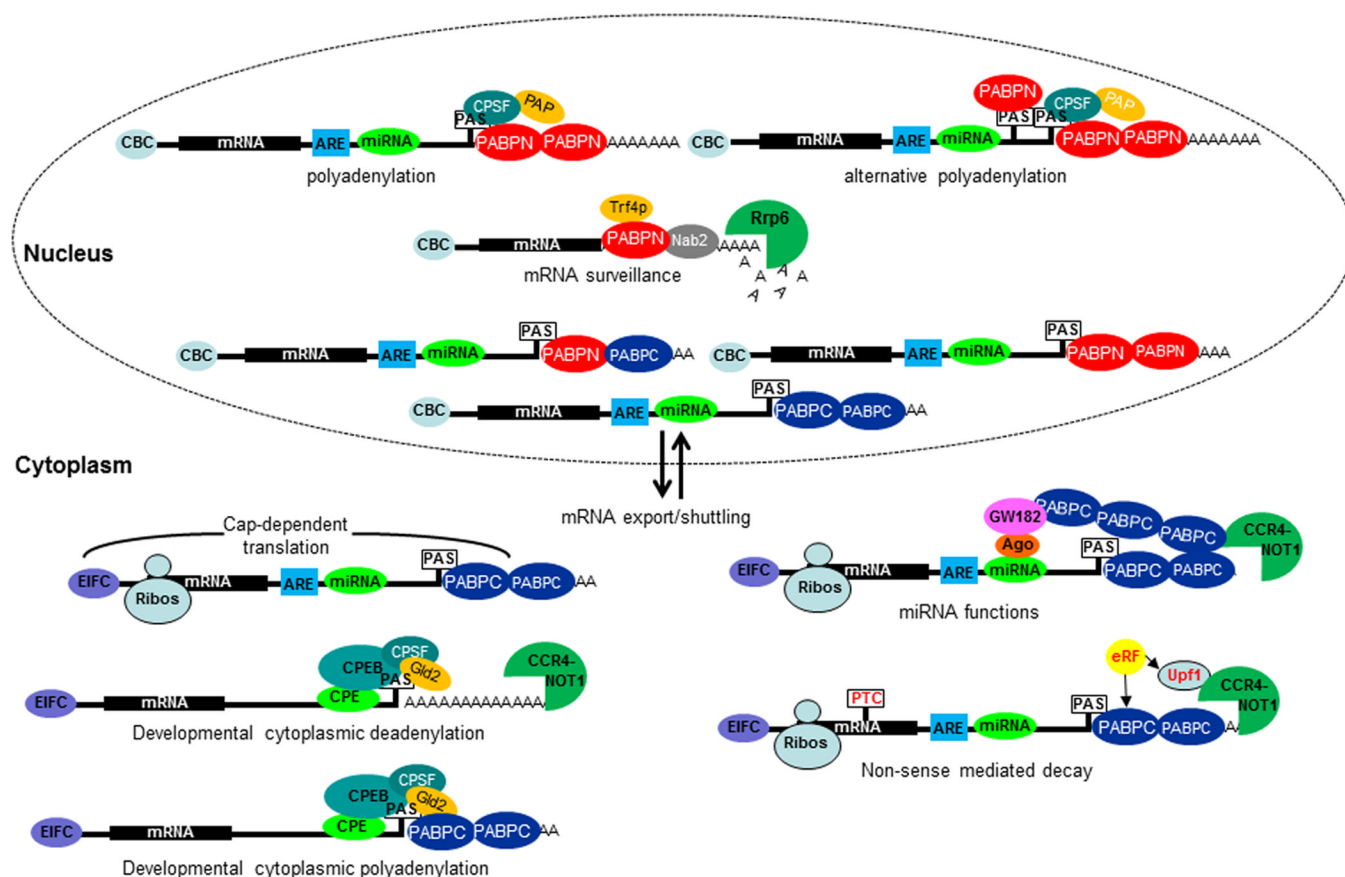 CPSF PAP
PAS
CBC mRNA ARE miRNA PABPN PABPN AAAAAAA
polyadenylation
PABPN CPSF PAP
PAS PAS
CBC mRNA ARE miRNA PABPN PABPN AAAAAAA
alternative polyadenylation
Nucleus
Trf4p Rrp6
CBC mRNA PABPN Nab2 AAAA
A A A A A A
mRNA surveillance
PAS
CBC mRNA ARE miRNA PABPN PABPC AA
PAS
CBC mRNA ARE miRNA PABPN PABPN AAA
PAS
CBC mRNA ARE miRNA PABPC PABPC AA
Cytoplasm
mRNA export/shuttling
Cap-dependent
translation
PAS
EIFC Ribos mRNA ARE miRNA PABPC PABPC AA
GW182 PABPC PABPC PABPC CCR4-
NOT1
Ago PAS
EIFC Ribos mRNA ARE miRNA PABPC PABPC A
miRNA functions
CPEB CPSF Gld2 CCR4-
NOT1
PAS
EIFC mRNA CPE AAAAAAAAAAAAAA
Developmental cytoplasmic deadenylation
eRF Upf1 CCR4-
NOT1
PTC PAS
EIFC Ribos mRNA ARE miRNA PABPC PABPC AA
Non-sense mediated decay
CPEB CPSF Gld2
PAS
EIFC mRNA CPE PABPC PABPC AA
Developmental cytoplasmic polyadenylation